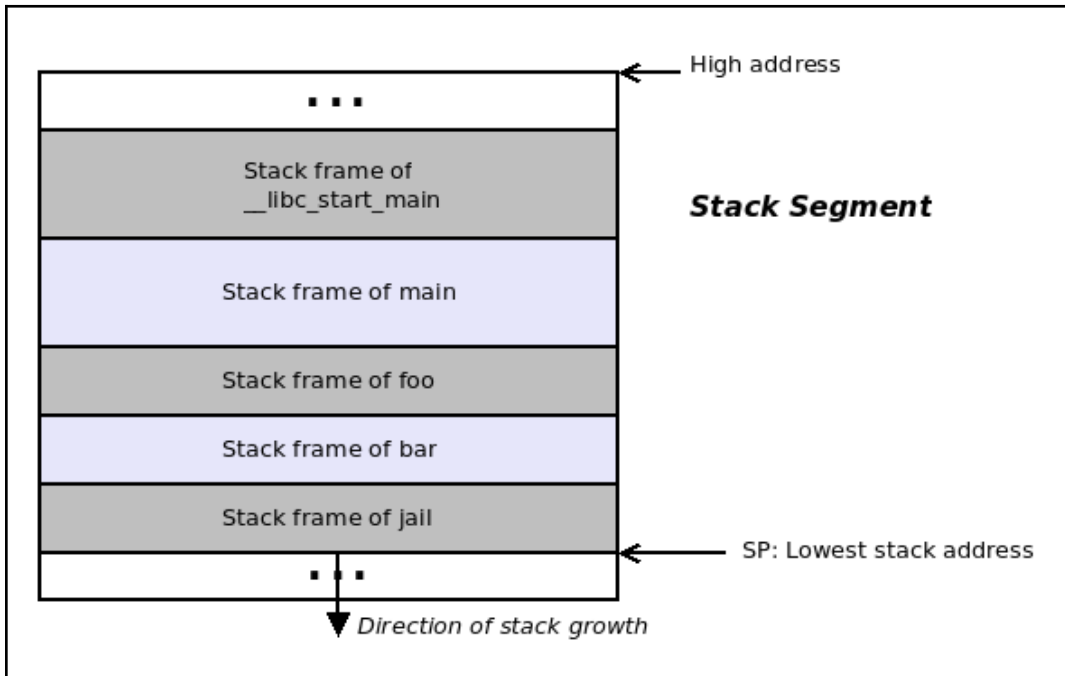 High address
...
Stack frame of
__libc_start_main
Stack Segment
Stack frame of main
Stack frame of foo
Stack frame of bar
Stack frame of jail
SP: Lowest stack address
...
Direction of stack growth